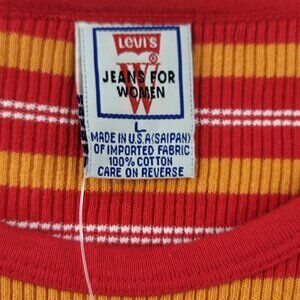 LEVI'S
JEANS FOR
W
WOMEN
L
MADE IN U.S.A(SAIPAN)
OF IMPORTED FABRIC
100% COTTON
CARE ON REVERSE